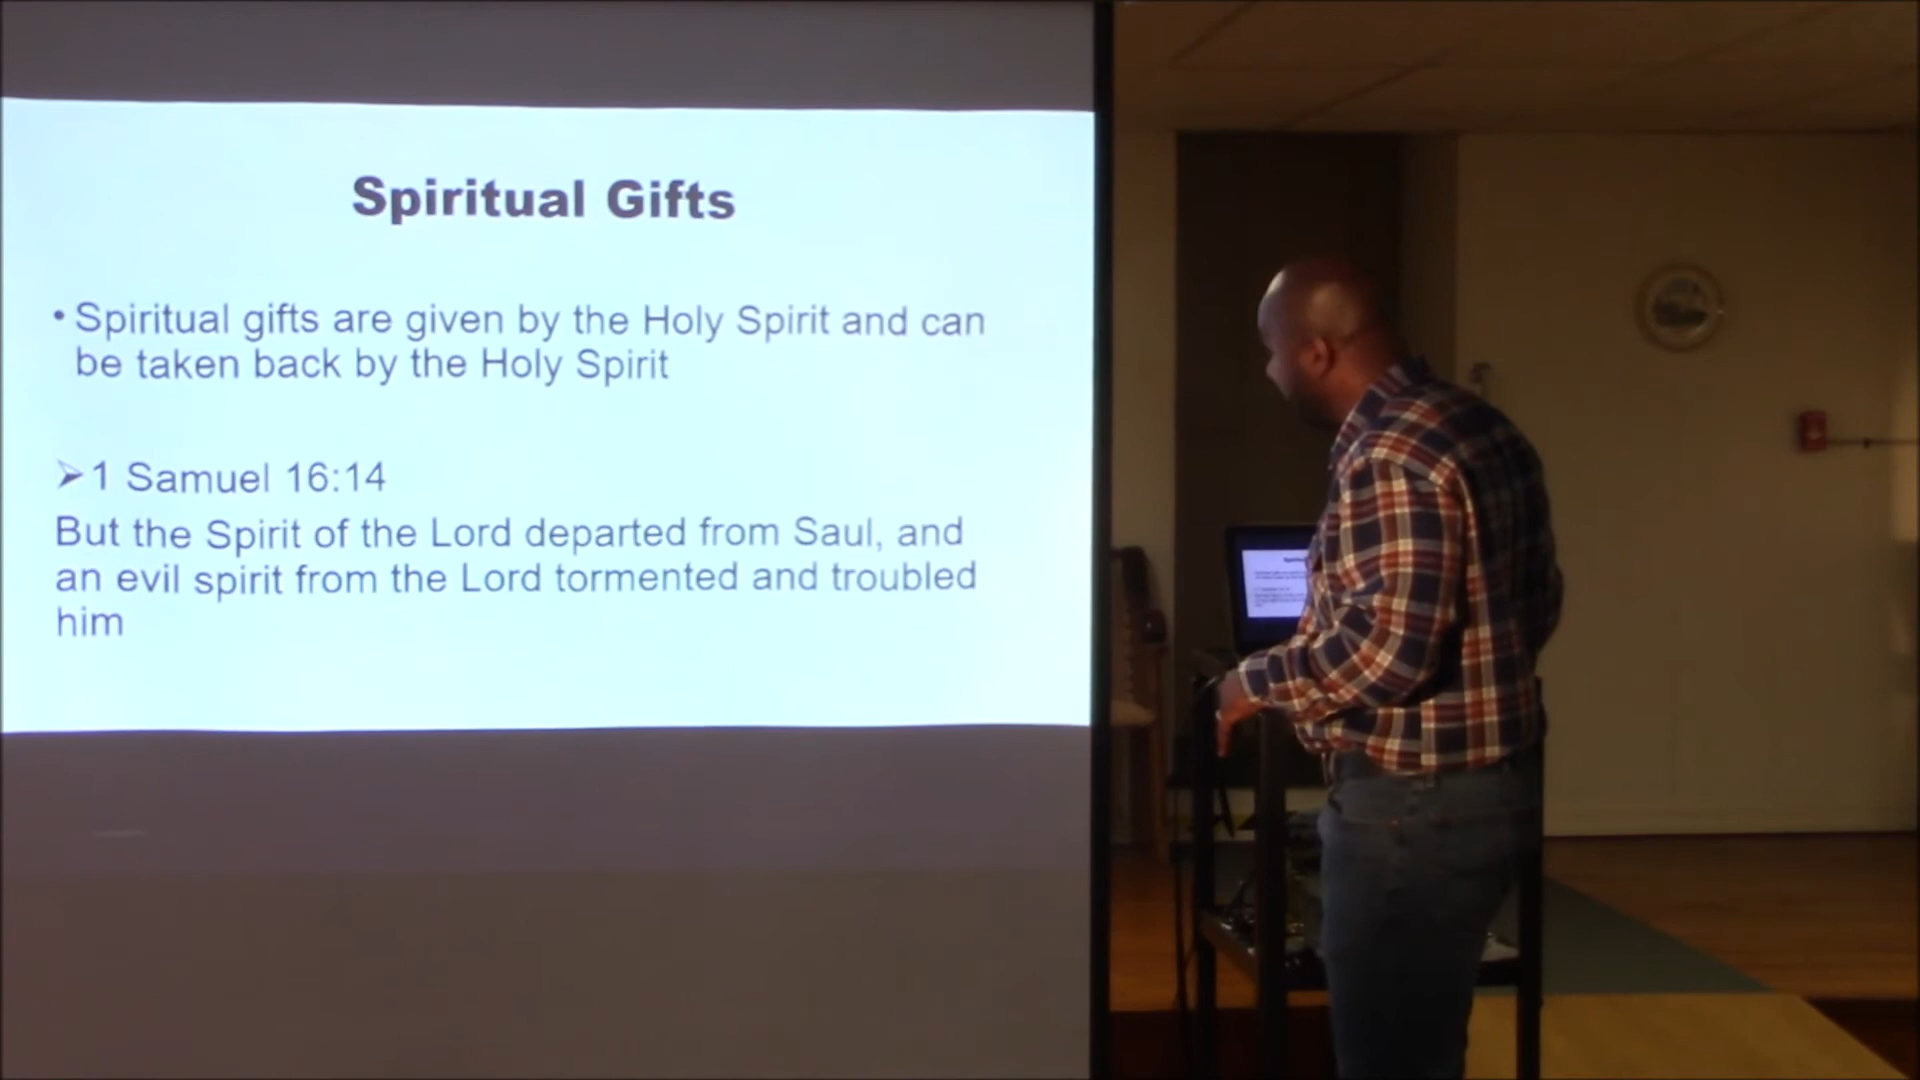 Spiritual Gifts
• Spiritual gifts are given by the Holy Spirit and can
be taken back by the Holy Spirit
➢1 Samuel 16:14
But the Spirit of the Lord departed from Saul, and
an evil spirit from the Lord tormented and troubled
him